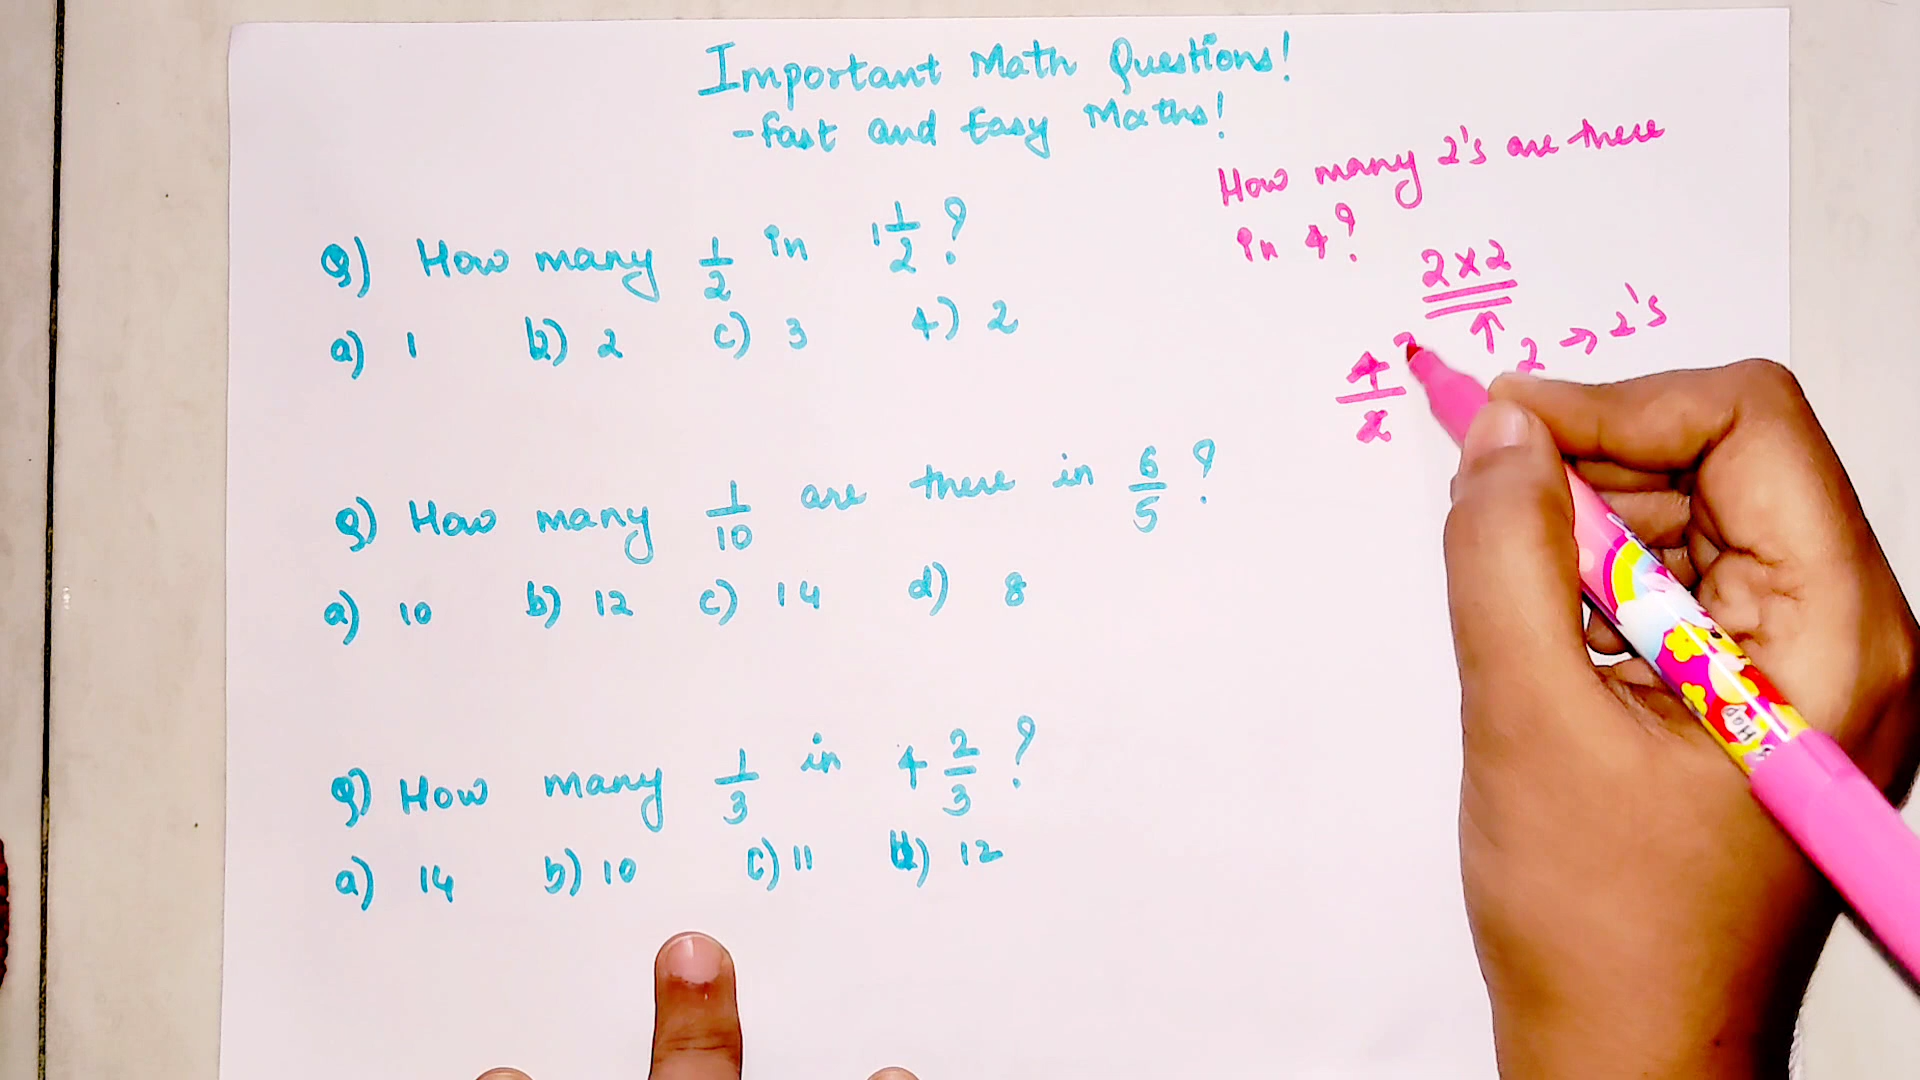 Important Math Questions!
- Fast and Easy Maths!
How many 2's are there
in 4?
2×2
↑ 2 → 2's
4/2
Q) How many 1/2 in 1 1/2?
a) 1 b) 2 c) 3 4) 2
Q) How many 1/10 are there in 6/5?
a) 10 b) 12 c) 14 d) 8
Q) How many 1/3 in 4 2/3?
a) 14 b) 10 c) 11 d) 12